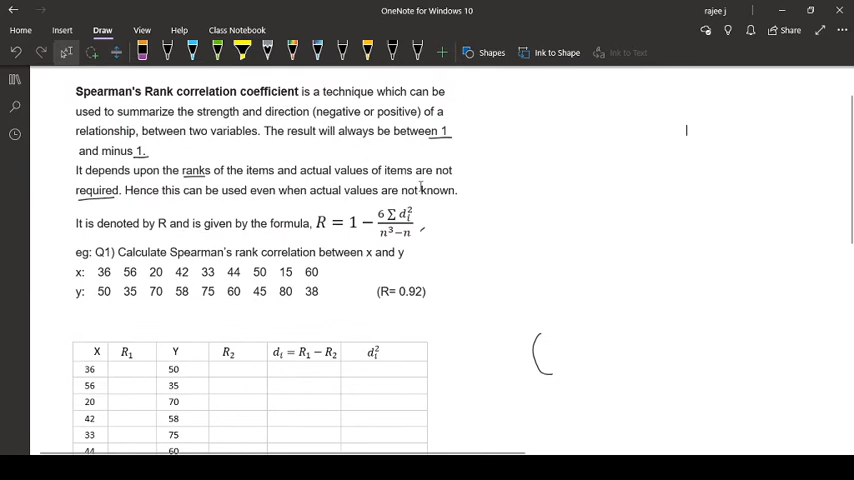 OneNote for Windows 10
rajee j
Home Insert Draw View Help Class Notebook
Share
Shapes Ink to Shape Ink to Text
Spearman's Rank correlation coefficient is a technique which can be
used to summarize the strength and direction (negative or positive) of a
relationship, between two variables. The result will always be between 1
and minus 1.
It depends upon the ranks of the items and actual values of items are not
required. Hence this can be used even when actual values are not known.
It is denoted by R and is given by the formula, R = 1 − 6 ∑ d_i^2 / n^3−n
eg: Q1) Calculate Spearman's rank correlation between x and y
x: 36 56 20 42 33 44 50 15 60
y: 50 35 70 58 75 60 45 80 38 (R= 0.92)
X R₁ Y R₂ dᵢ = R₁ − R₂ dᵢ²
36 50
56 35
20 70
42 58
33 75
44 60